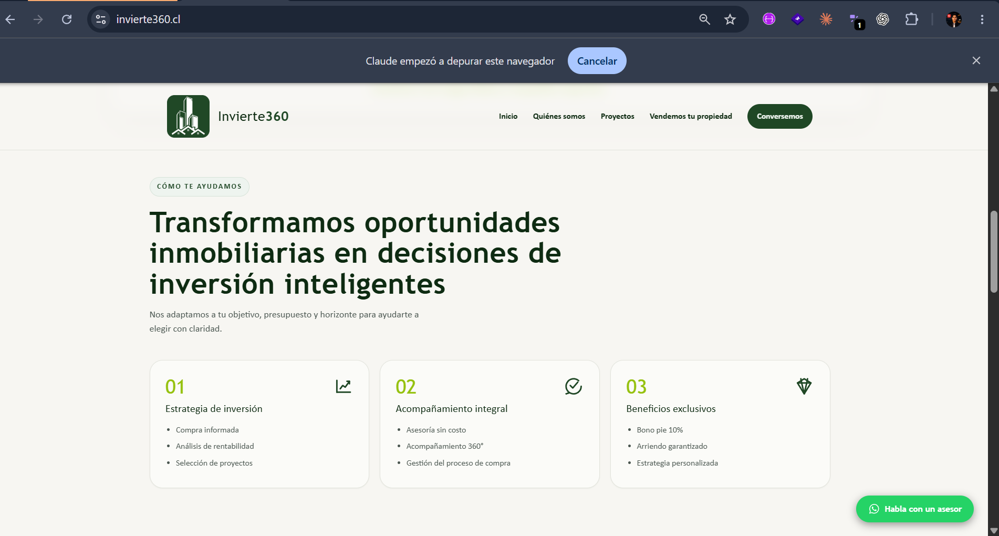 invierte360.cl
1
Claude empezó a depurar este navegador
Cancelar
Invierte360
Inicio
Quiénes somos
Proyectos
Vendemos tu propiedad
Conversemos
CÓMO TE AYUDAMOS
Transformamos oportunidades
inmobiliarias en decisiones de
inversión inteligentes
Nos adaptamos a tu objetivo, presupuesto y horizonte para ayudarte a
elegir con claridad.
01
Estrategia de inversión
• Compra informada
• Análisis de rentabilidad
• Selección de proyectos
02
Acompañamiento integral
• Asesoría sin costo
• Acompañamiento 360°
• Gestión del proceso de compra
03
Beneficios exclusivos
• Bono pie 10%
• Arriendo garantizado
• Estrategia personalizada
Habla con un asesor